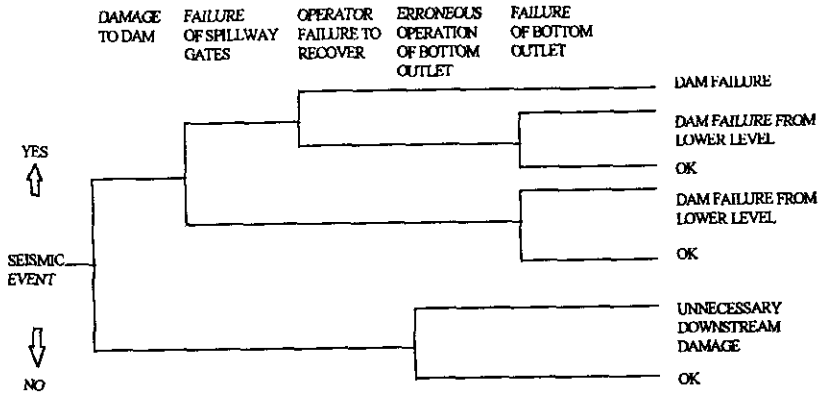 DAMAGE
TO DAM
FAILURE
OF SPILLWAY
GATES
OPERATOR
FAILURE TO
RECOVER
ERRONEOUS
OPERATION
OF BOTTOM
OUTLET
FAILURE
OF BOTTOM
OUTLET
DAM FAILURE
DAM FAILURE FROM
LOWER LEVEL
YES
OK
DAM FAILURE FROM
LOWER LEVEL
OK
SEISMIC
EVENT
UNNECESSARY
DOWNSTREAM
DAMAGE
OK
NO